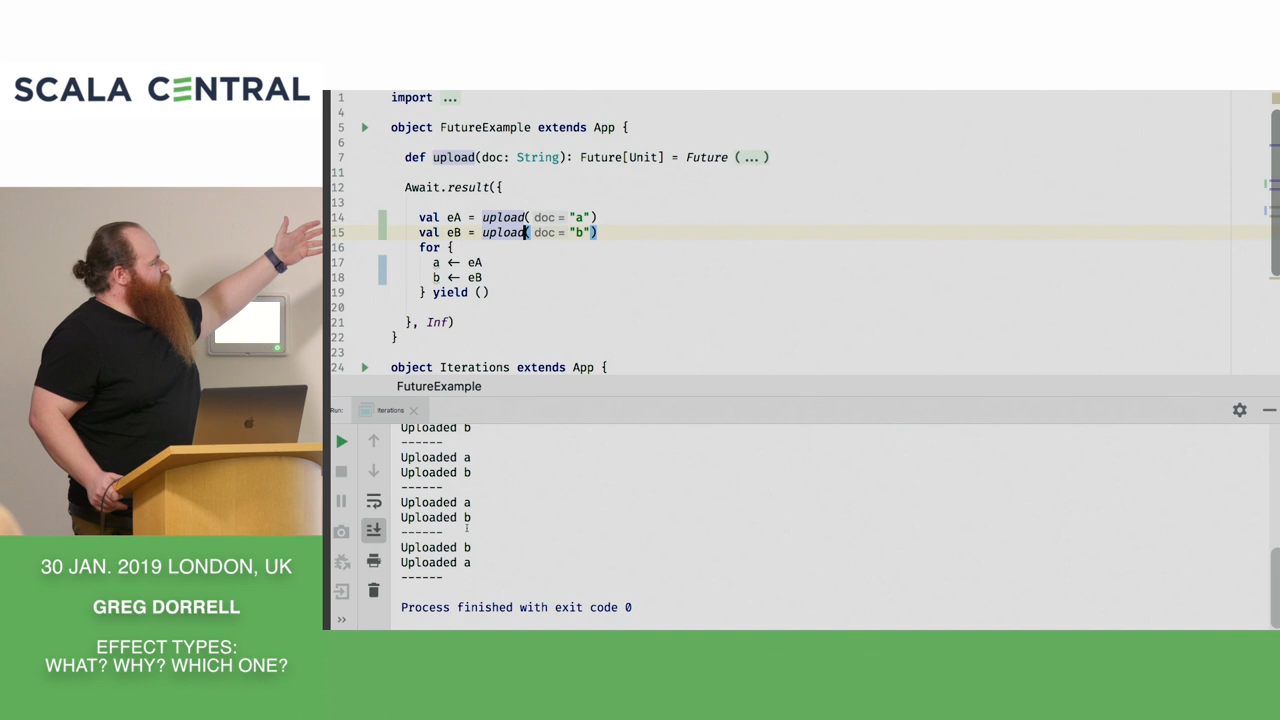 SCALA CENTRAL
1 import ...
4
5 object FutureExample extends App {
6
7 def upload(doc: String): Future[Unit] = Future (...)
11
12 Await.result({
13
14 val eA = upload( doc = "a")
15 val eB = upload( doc = "b")
16 for {
17 a ← eA
18 b ← eB
19 } yield ()
20
21 }, Inf)
22 }
23
24 object Iterations extends App {
FutureExample
Run: Iterations
Uploaded b
------
Uploaded a
Uploaded b
------
Uploaded a
Uploaded b
------
Uploaded b
Uploaded a
------
Process finished with exit code 0
30 JAN. 2019 LONDON, UK
GREG DORRELL
EFFECT TYPES:
WHAT? WHY? WHICH ONE?